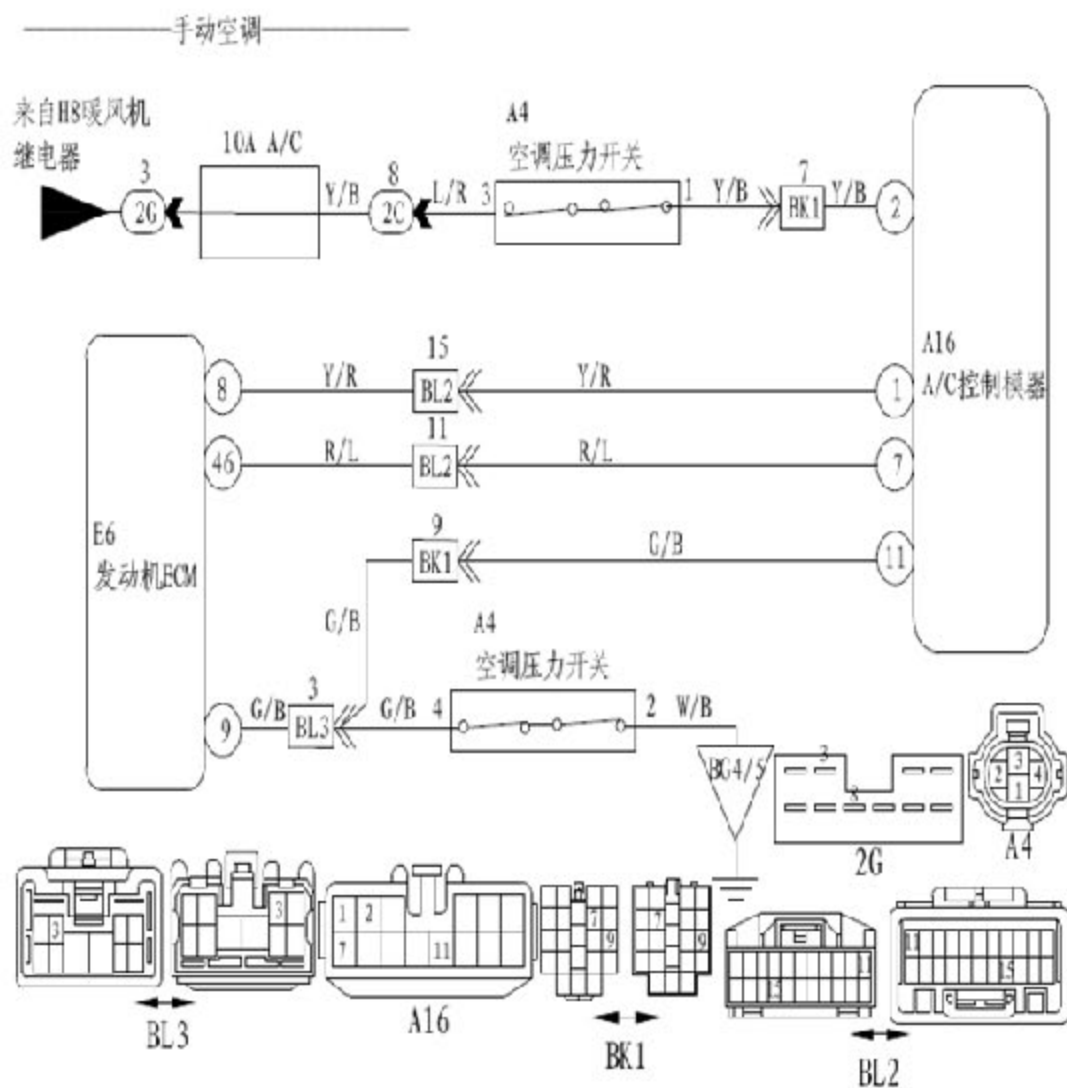 手动空调
来自H8暖风机
继电器
3
2G
10A A/C
Y/B
8
2C
L/R
A4
空调压力开关
3
1
Y/B
7
BK1
Y/B
2
E6
发动机ECM
A16
A/C控制模器
8
Y/R
15
BL2
Y/R
1
46
R/L
11
BL2
R/L
7
9
BK1
G/B
11
G/B
A4
空调压力开关
9
G/B
3
BL3
G/B
4
2
W/B
BG4/5
3
8
2G
3
2
4
1
A4
3
3
BL3
1
2
7
11
A16
7
9
7
9
BK1
11
15
11
15
BL2